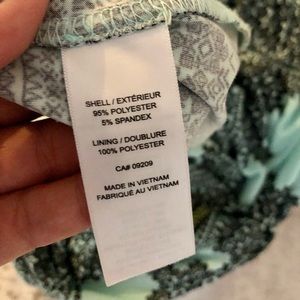 SHELL / EXTÉRIEUR
95% POLYESTER
5% SPANDEX
LINING / DOUBLURE
100% POLYESTER
CA# 09209
MADE IN VIETNAM
FABRIQUÉ AU VIETNAM